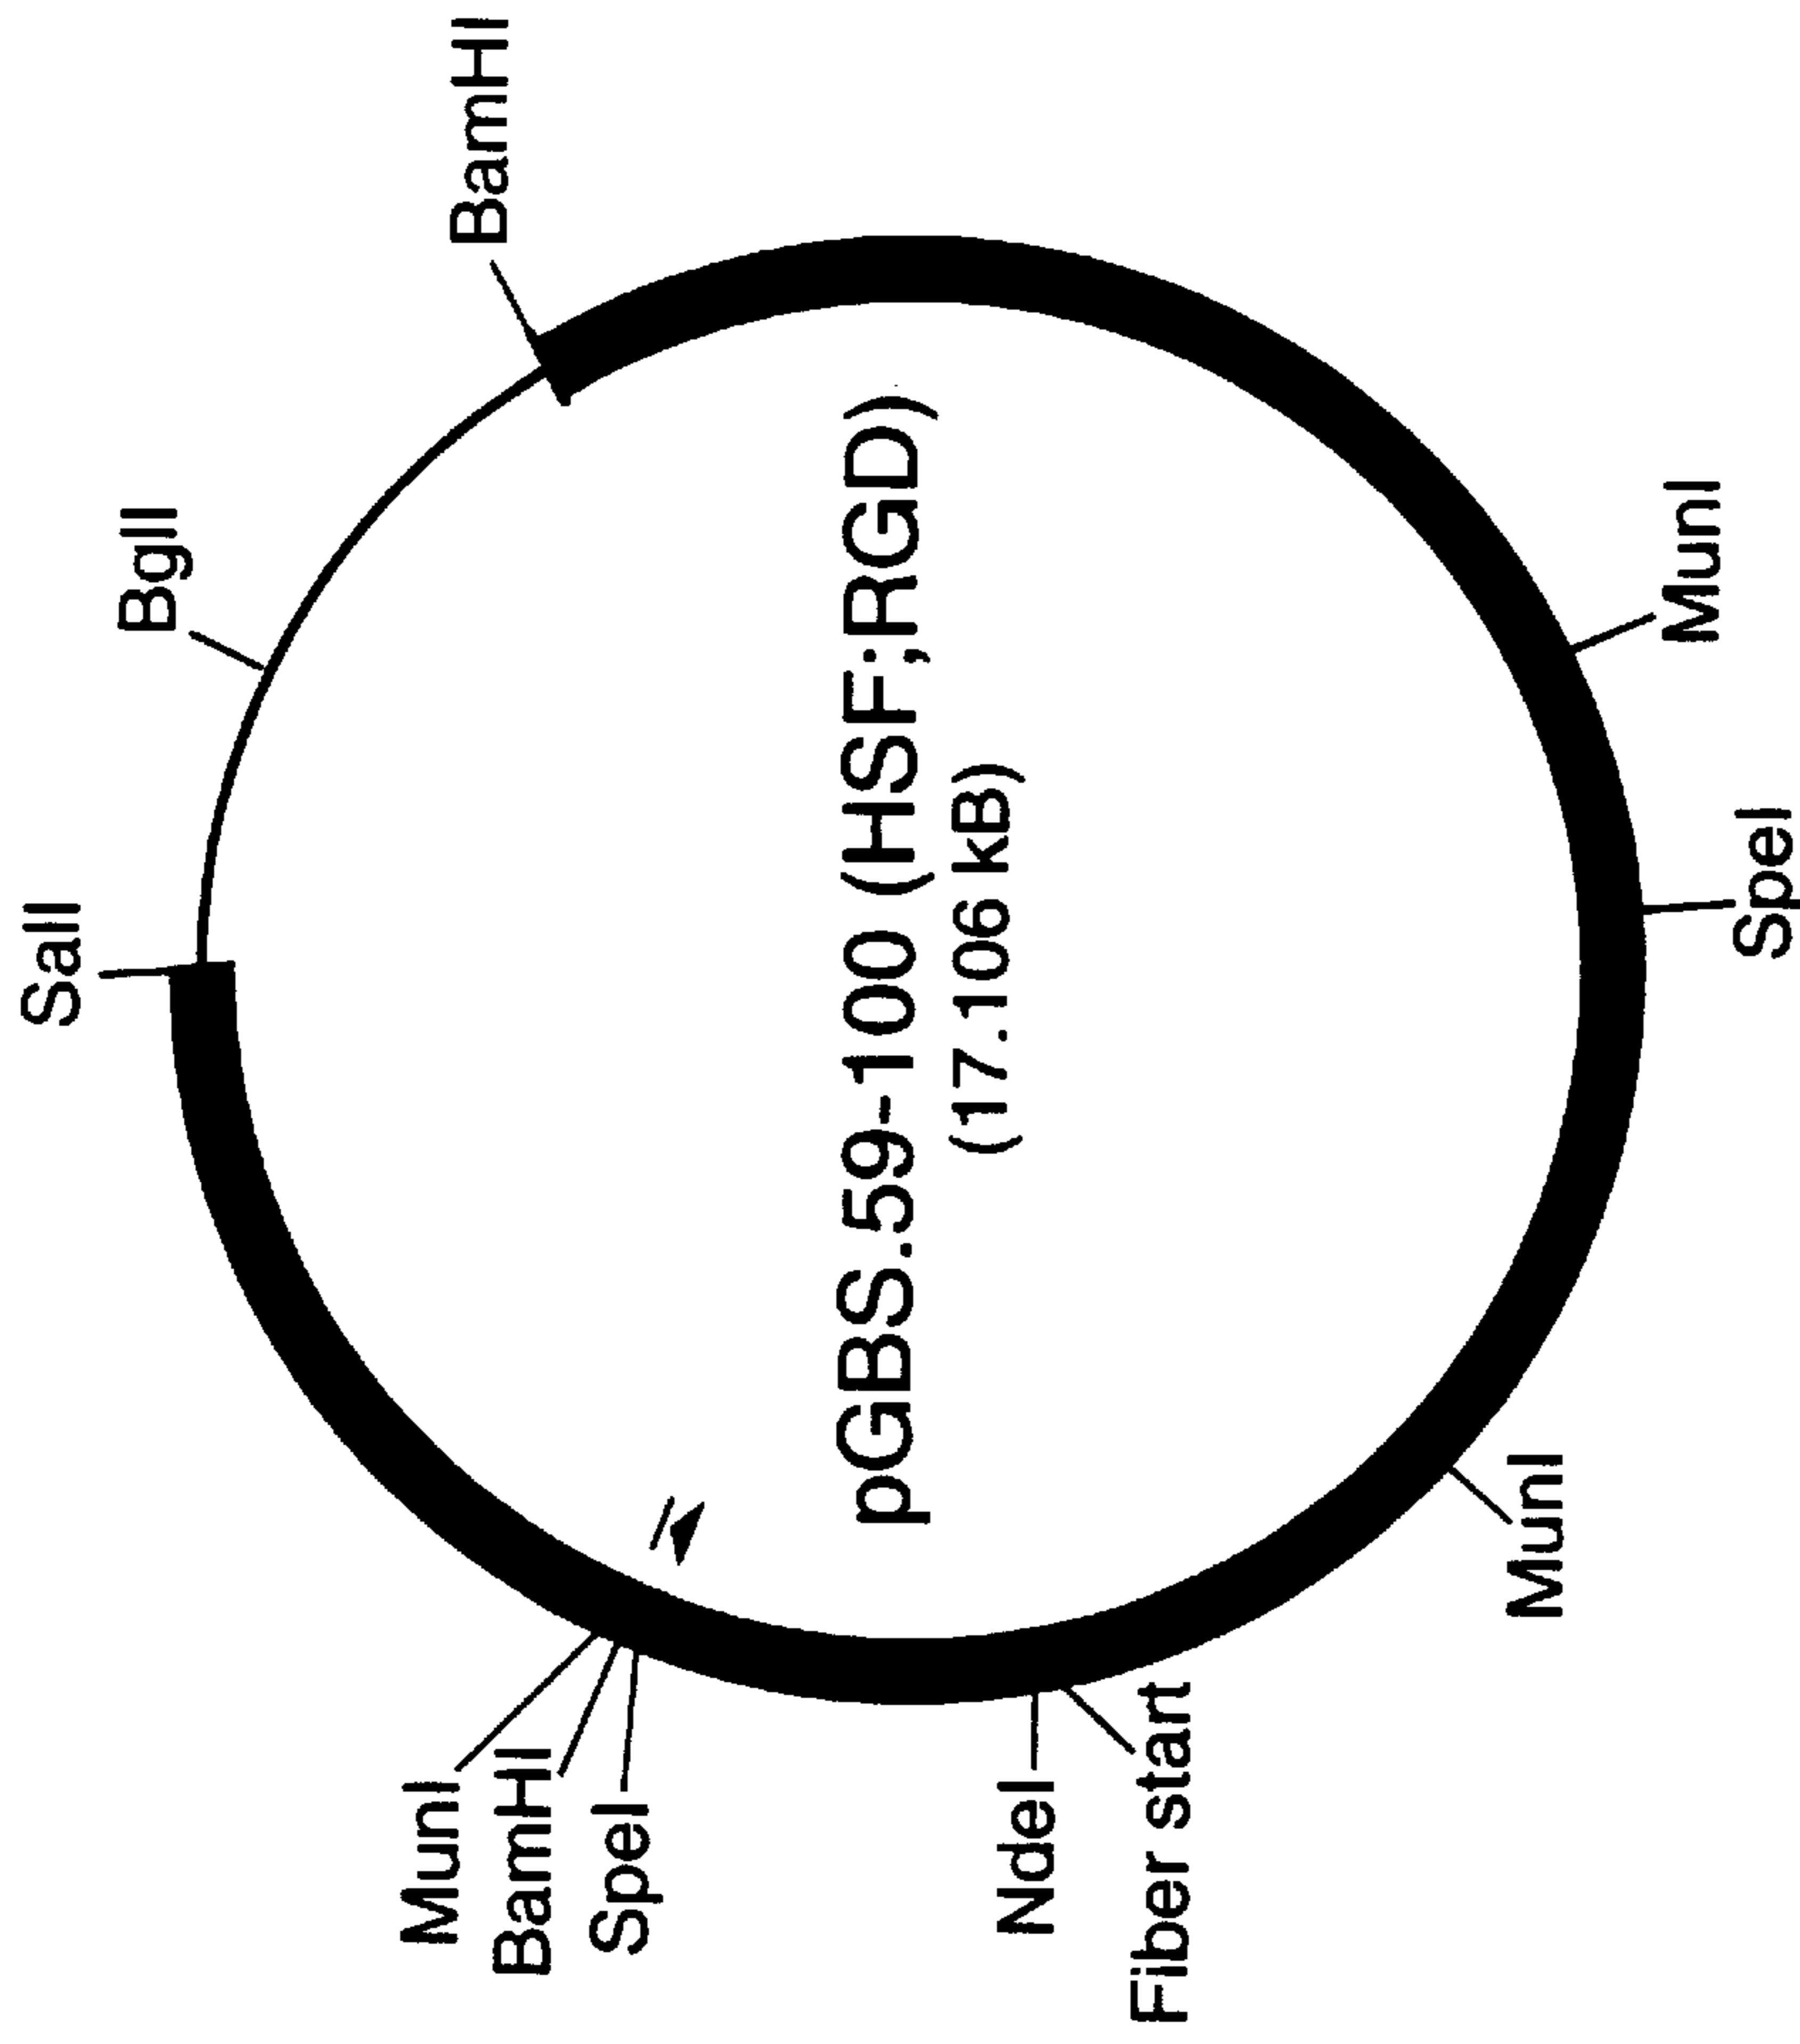 SalI
BglI
MunI
BamHI
BamHI
SpeI
pGBS.59-100 (HSF;RGD)
(17.106 kB)
NdeI
Fiber start
MunI
MunI
SpeI